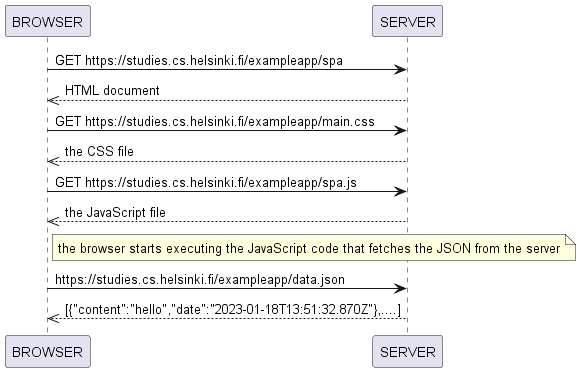 BROWSER SERVER
GET https://studies.cs.helsinki.fi/exampleapp/spa
HTML document
GET https://studies.cs.helsinki.fi/exampleapp/main.css
the CSS file
GET https://studies.cs.helsinki.fi/exampleapp/spa.js
the JavaScript file
the browser starts executing the JavaScript code that fetches the JSON from the server
https://studies.cs.helsinki.fi/exampleapp/data.json
[{"content":"hello","date":"2023-01-18T13:51:32.870Z"},....]
BROWSER SERVER